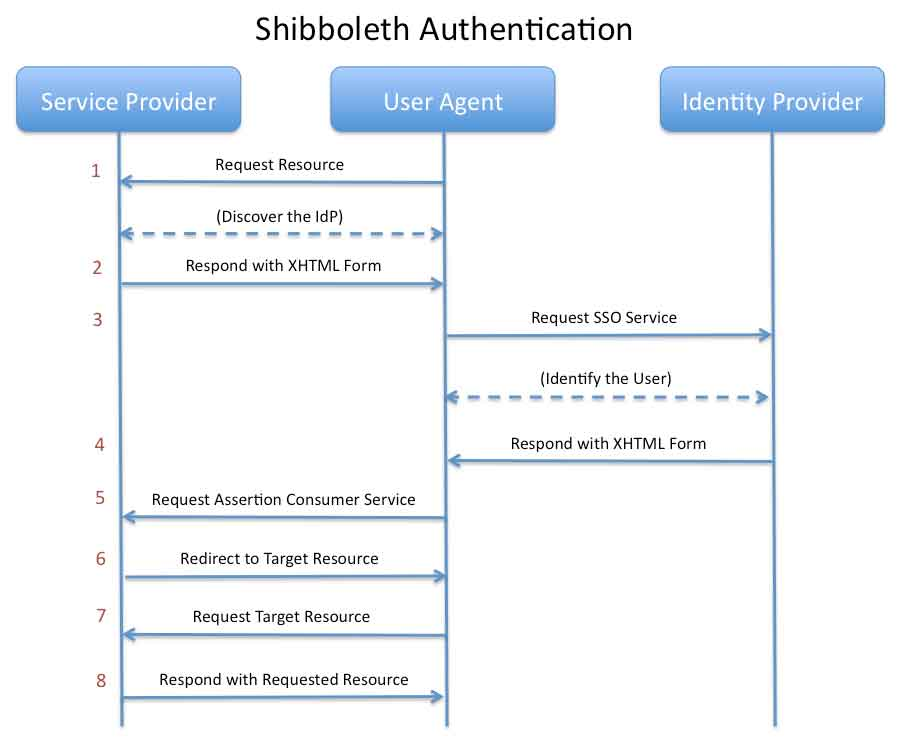 Shibboleth Authentication
Service Provider
User Agent
Identity Provider
1
Request Resource
(Discover the IdP)
2
Respond with XHTML Form
3
Request SSO Service
(Identify the User)
4
Respond with XHTML Form
5
Request Assertion Consumer Service
6
Redirect to Target Resource
7
Request Target Resource
8
Respond with Requested Resource